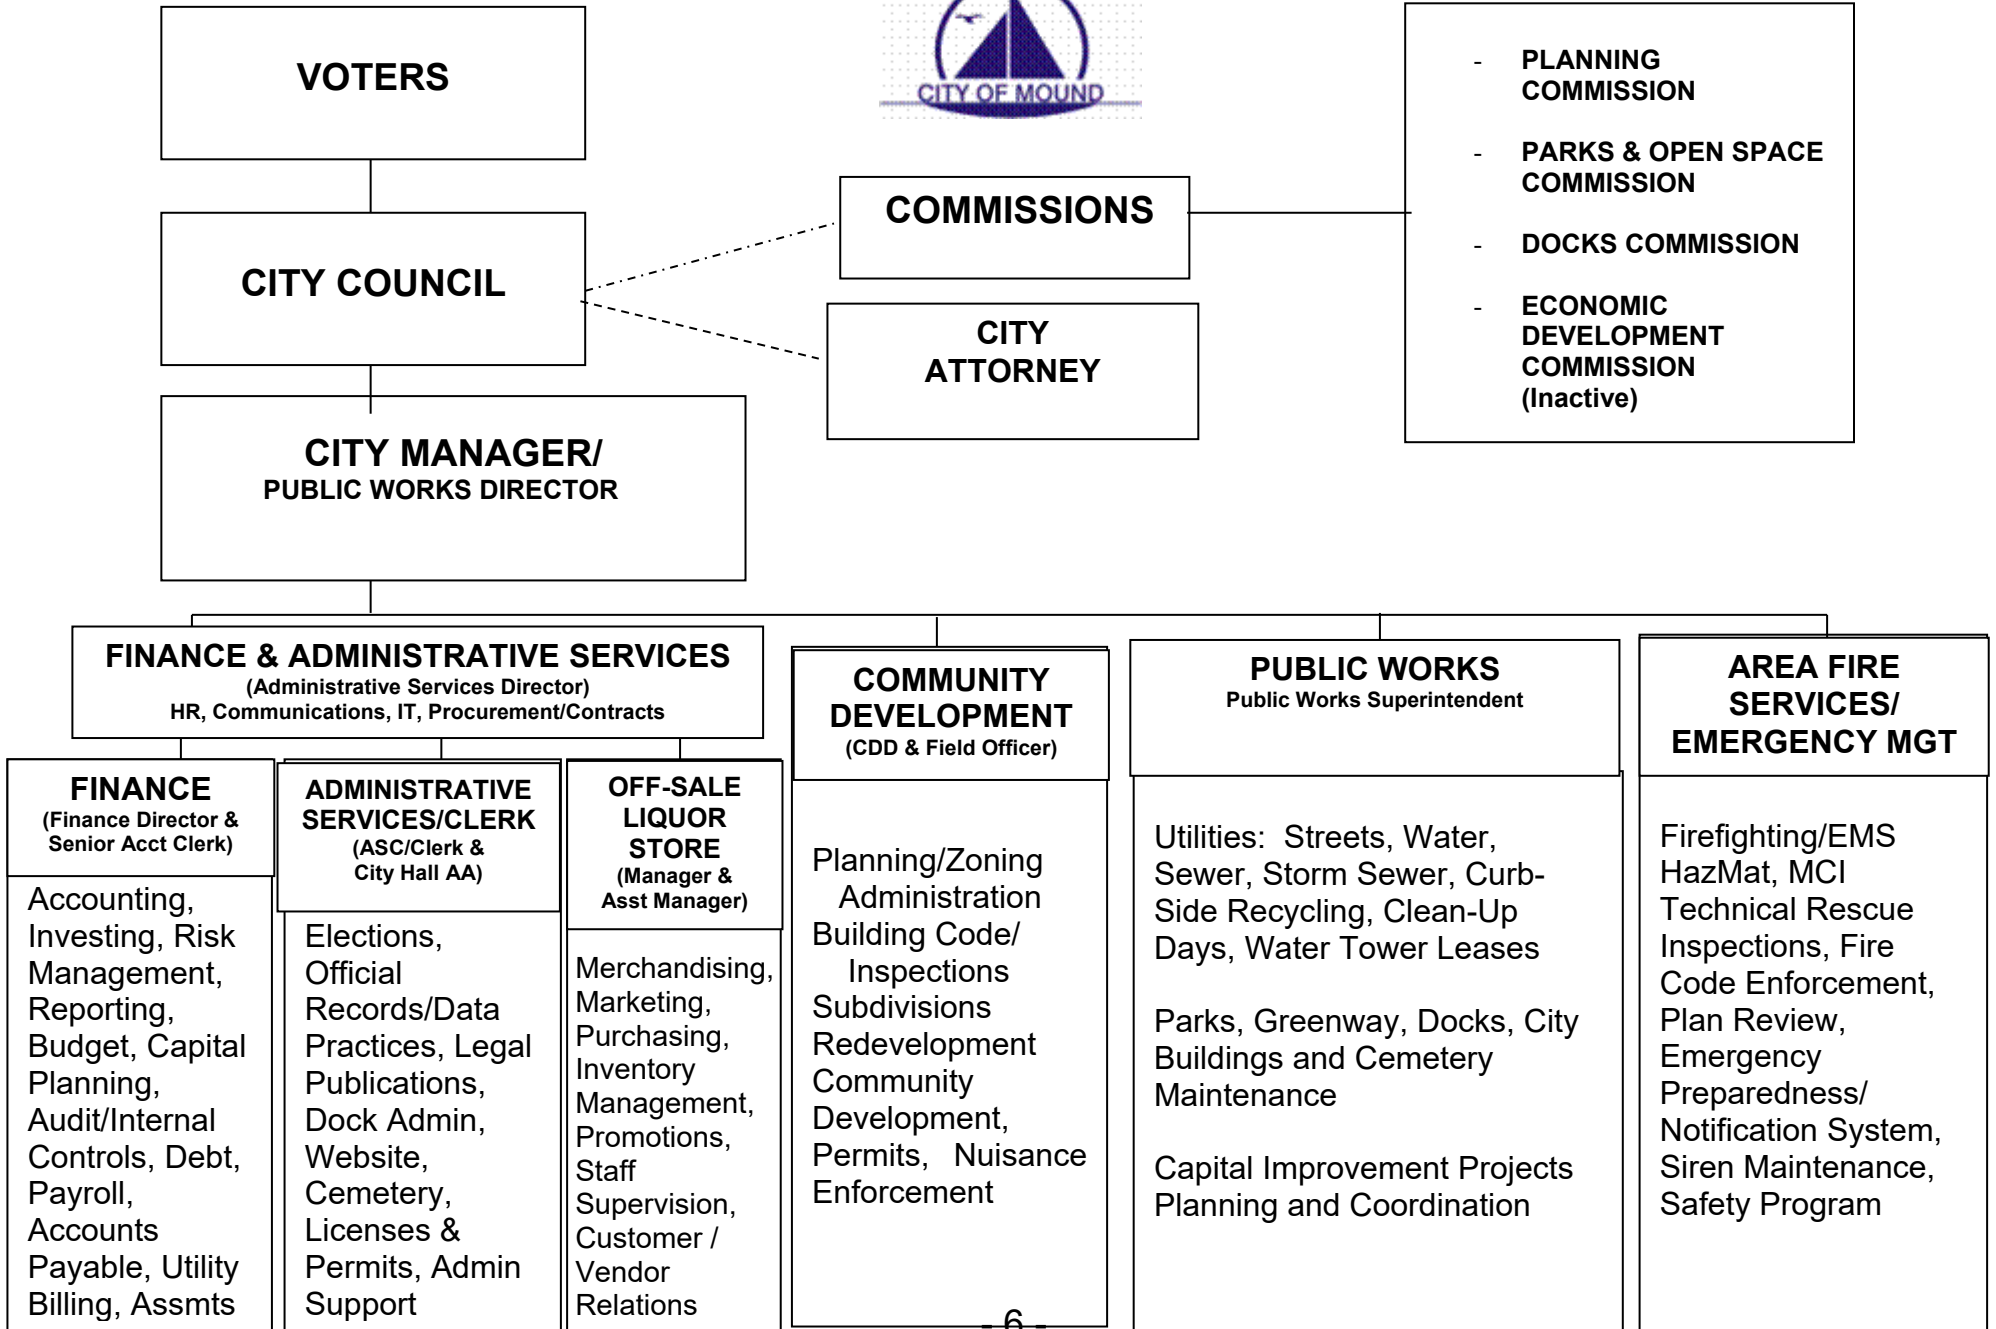 VOTERS
CITY OF MOUND
- PLANNING
COMMISSION
- PARKS & OPEN SPACE
COMMISSION
- DOCKS COMMISSION
- ECONOMIC
DEVELOPMENT
COMMISSION
(Inactive)
COMMISSIONS
CITY COUNCIL
CITY
ATTORNEY
CITY MANAGER/
PUBLIC WORKS DIRECTOR
FINANCE & ADMINISTRATIVE SERVICES
(Administrative Services Director)
HR, Communications, IT, Procurement/Contracts
FINANCE
(Finance Director &
Senior Acct Clerk)
Accounting,
Investing, Risk
Management,
Reporting,
Budget, Capital
Planning,
Audit/Internal
Controls, Debt,
Payroll,
Accounts
Payable, Utility
Billing, Assmts
ADMINISTRATIVE
SERVICES/CLERK
(ASC/Clerk &
City Hall AA)
Elections,
Official
Records/Data
Practices, Legal
Publications,
Dock Admin,
Website,
Cemetery,
Licenses &
Permits, Admin
Support
OFF-SALE
LIQUOR
STORE
(Manager &
Asst Manager)
Merchandising,
Marketing,
Purchasing,
Inventory
Management,
Promotions,
Staff
Supervision,
Customer /
Vendor
Relations
COMMUNITY
DEVELOPMENT
(CDD & Field Officer)
Planning/Zoning
Administration
Building Code/
Inspections
Subdivisions
Redevelopment
Community
Development,
Permits, Nuisance
Enforcement
PUBLIC WORKS
Public Works Superintendent
Utilities: Streets, Water,
Sewer, Storm Sewer, Curb-
Side Recycling, Clean-Up
Days, Water Tower Leases
Parks, Greenway, Docks, City
Buildings and Cemetery
Maintenance
Capital Improvement Projects
Planning and Coordination
AREA FIRE
SERVICES/
EMERGENCY MGT
Firefighting/EMS
HazMat, MCI
Technical Rescue
Inspections, Fire
Code Enforcement,
Plan Review,
Emergency
Preparedness/
Notification System,
Siren Maintenance,
Safety Program
- 6 -